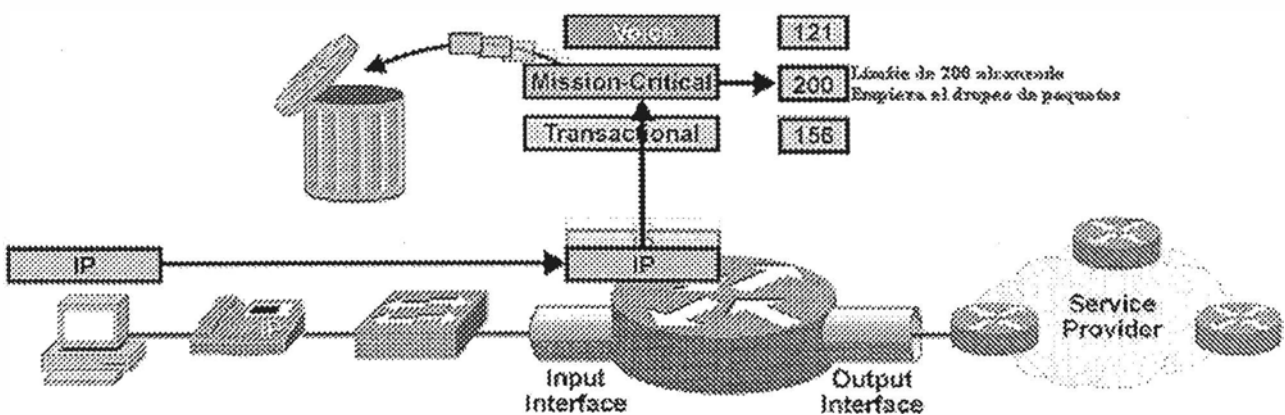 Voice
121
Mission-Critical
200
Límite de 200 alcanzado
Empieza el dropeo de paquetes
Transactional
156
IP
IP
Service
Provider
Input
Interface
Output
Interface